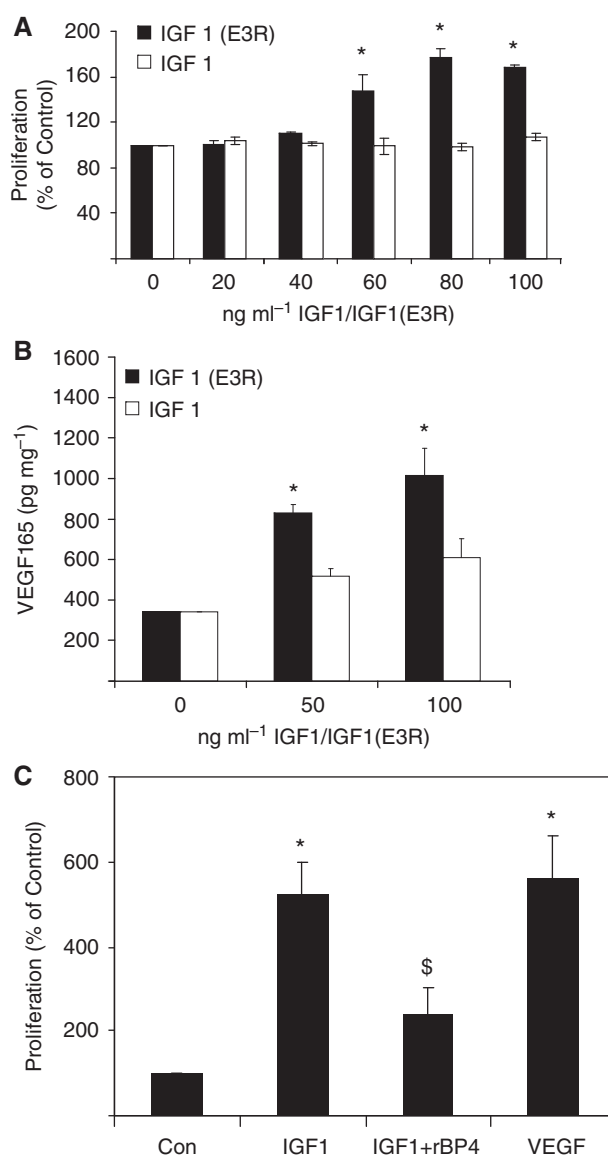 A
200
160
120
80
40
Proliferation
(% of Control)
IGF 1 (E3R)
IGF 1
*
*
*
0 20 40 60 80 100
ng ml⁻¹ IGF1/IGF1(E3R)
B
1600
1400
1200
1000
800
600
400
200
VEGF165 (pg mg⁻¹)
IGF 1 (E3R)
IGF 1
*
*
0 50 100
ng ml⁻¹ IGF1/IGF1(E3R)
C
800
600
400
200
Proliferation (% of Control)
*
$
*
Con IGF1 IGF1+rBP4 VEGF